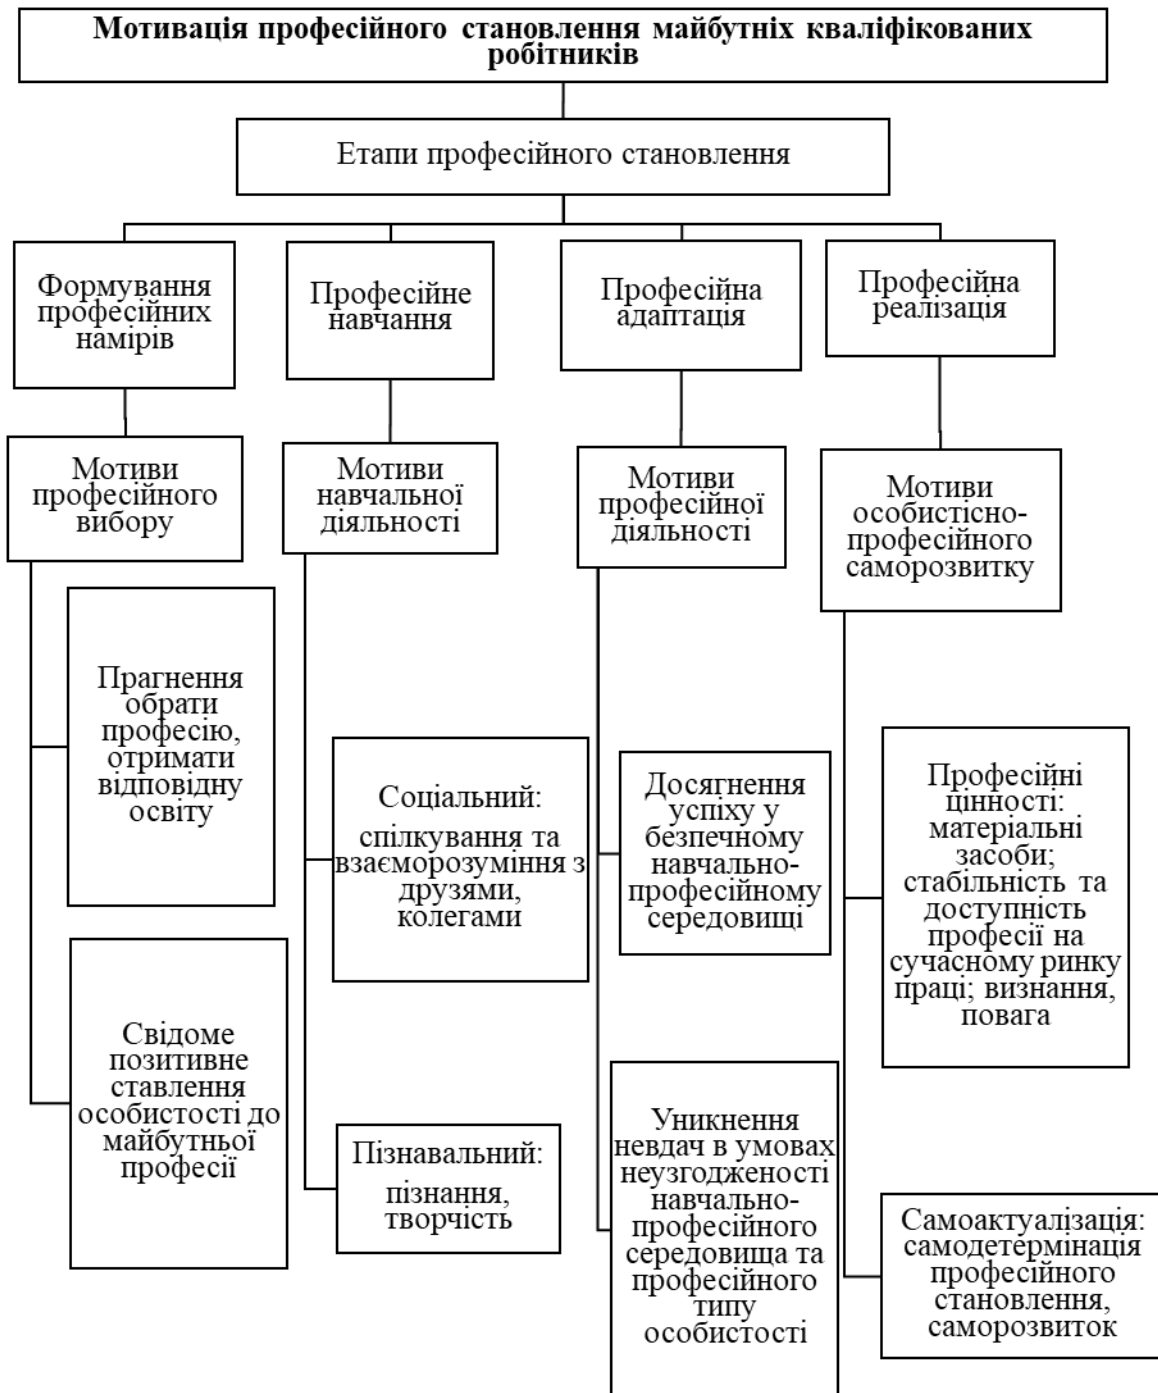 Мотивація професійного становлення майбутніх кваліфікованих
робітників
Етапи професійного становлення
Формування
професійних
намірів
Професійне
навчання
Професійна
адаптація
Професійна
реалізація
Мотиви
професійного
вибору
Мотиви
навчальної
діяльності
Мотиви
професійної
діяльності
Мотиви
особистісно-
професійного
саморозвитку
Прагнення
обрати
професію,
отримати
відповідну
освіту
Соціальний:
спілкування та
взаєморозуміння з
друзями,
колегами
Досягнення
успіху у
безпечному
навчально-
професійному
середовищі
Професійні
цінності:
матеріальні
засоби;
стабільність та
доступність
професії на
сучасному ринку
праці; визнання,
повага
Свідоме
позитивне
ставлення
особистості до
майбутньої
професії
Пізнавальний:
пізнання,
творчість
Уникнення
невдач в умовах
неузгодженості
навчально-
професійного
середовища та
професійного
типу
особистості
Самоактуалізація:
самодетермінація
професійного
становлення,
саморозвиток